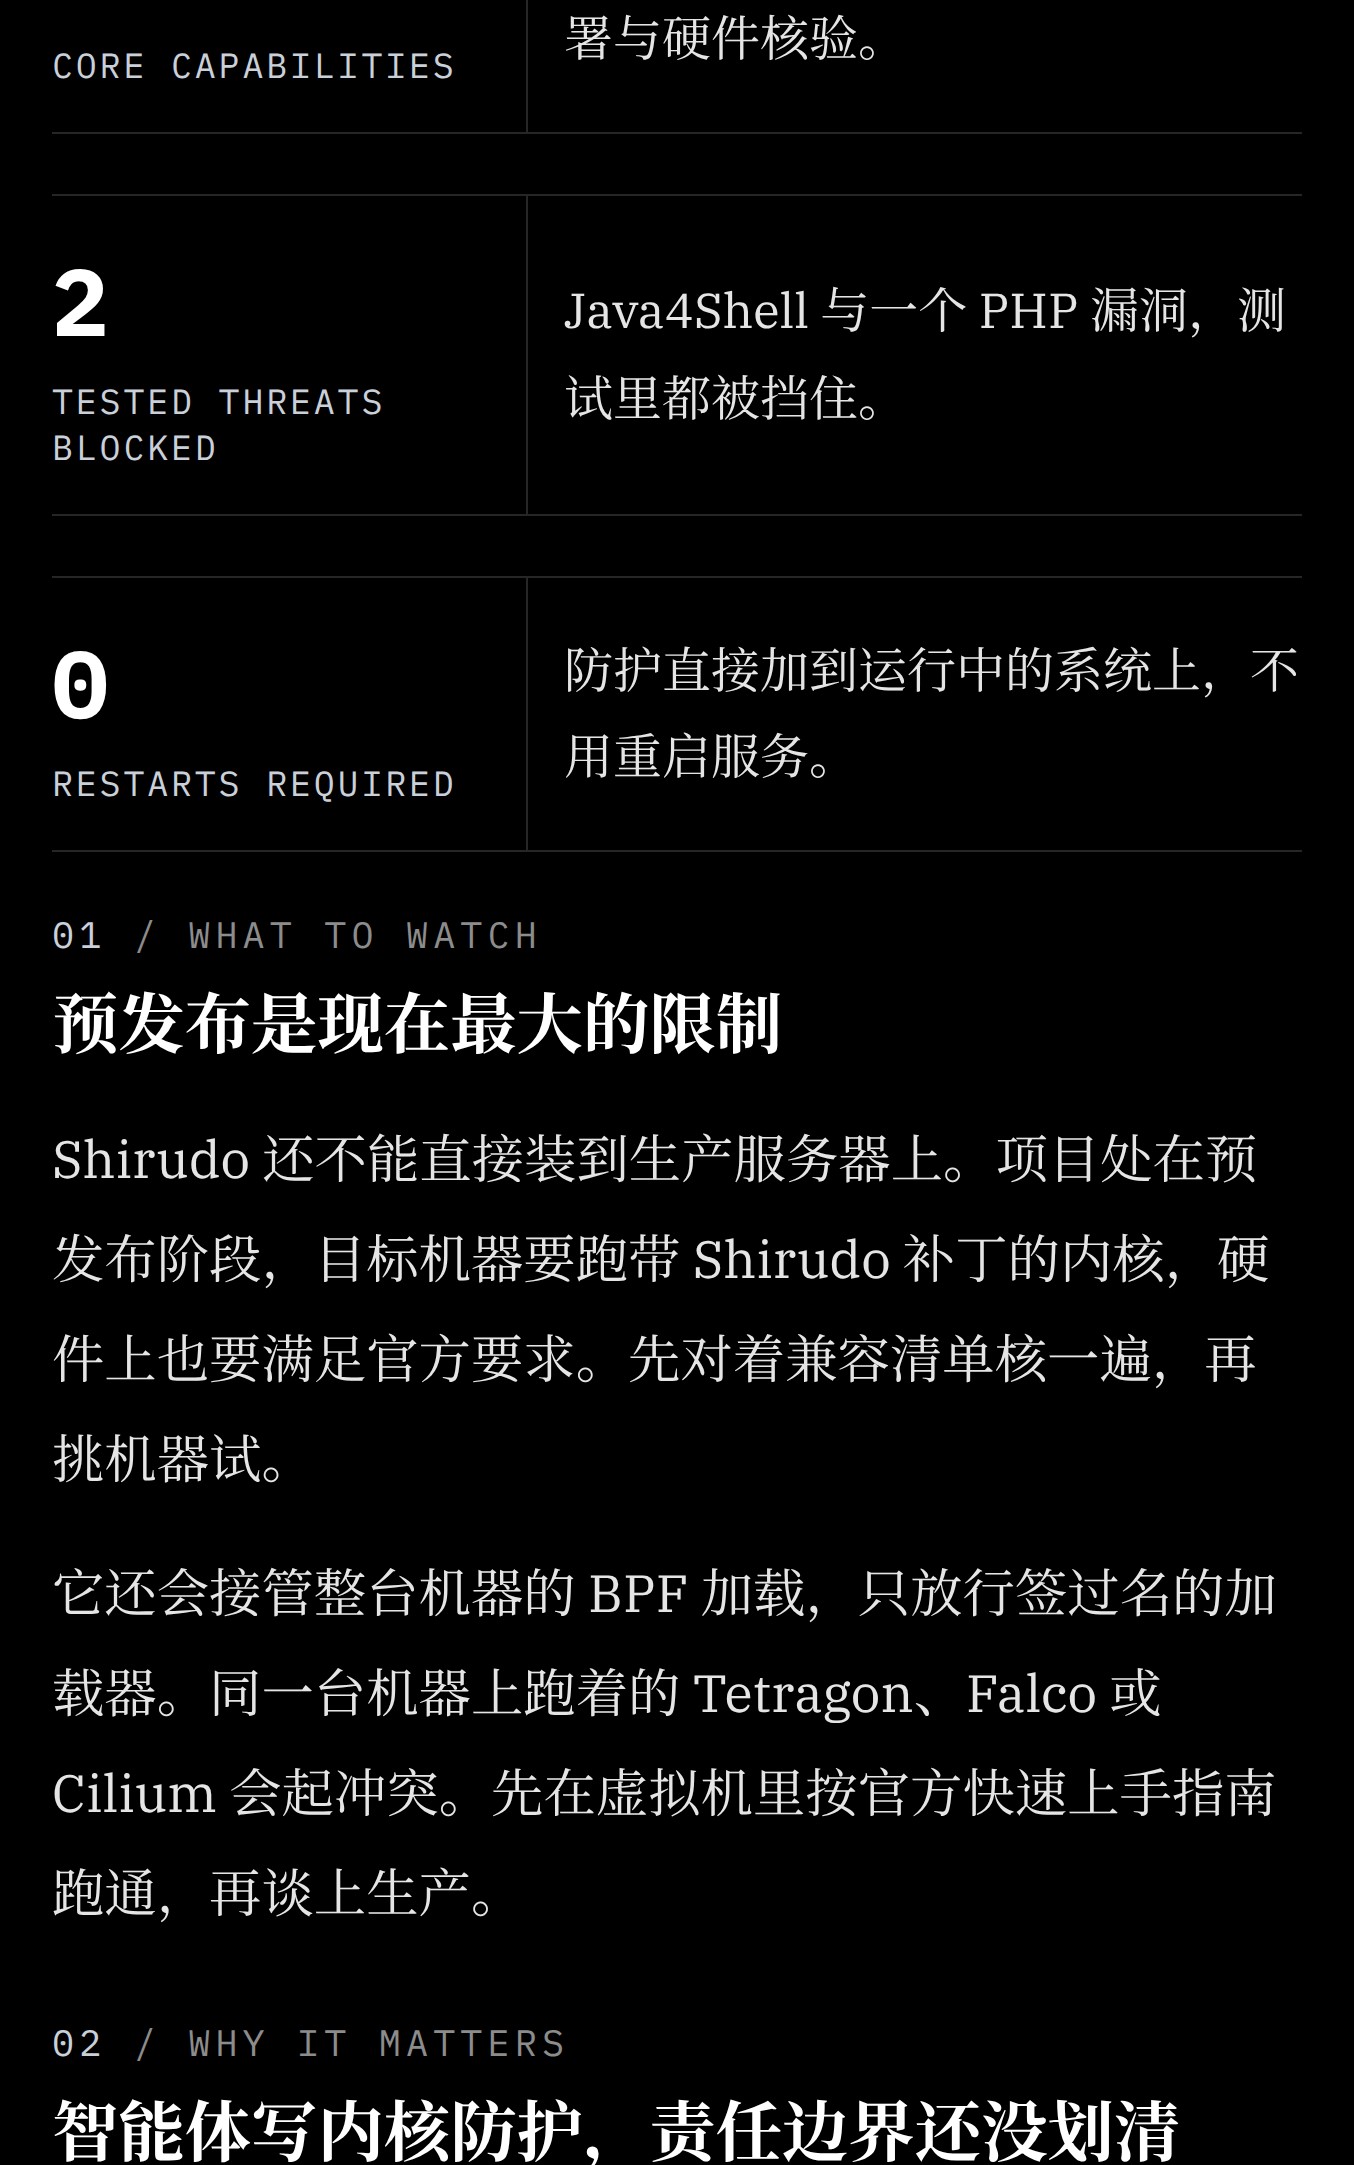 署与硬件核验。
CORE CAPABILITIES
2
TESTED THREATS
BLOCKED
Java4Shell 与一个 PHP 漏洞，测
试里都被挡住。
0
RESTARTS REQUIRED
防护直接加到运行中的系统上，不
用重启服务。
01 / WHAT TO WATCH
预发布是现在最大的限制
Shirudo 还不能直接装到生产服务器上。项目处在预
发布阶段，目标机器要跑带 Shirudo 补丁的内核，硬
件上也要满足官方要求。先对着兼容清单核一遍，再
挑机器试。
它还会接管整台机器的 BPF 加载，只放行签过名的加
载器。同一台机器上跑着的 Tetragon、Falco 或
Cilium 会起冲突。先在虚拟机里按官方快速上手指南
跑通，再谈上生产。
02 / WHY IT MATTERS
智能体写内核防护，责任边界还没划清